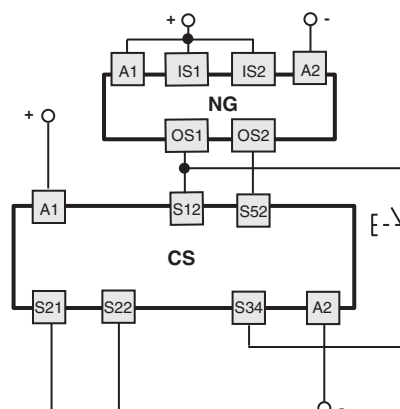 + -
A1 IS1 IS2 A2
NG
+ OS1 OS2
A1 S12 S52
CS
S21 S22 S34 A2
-